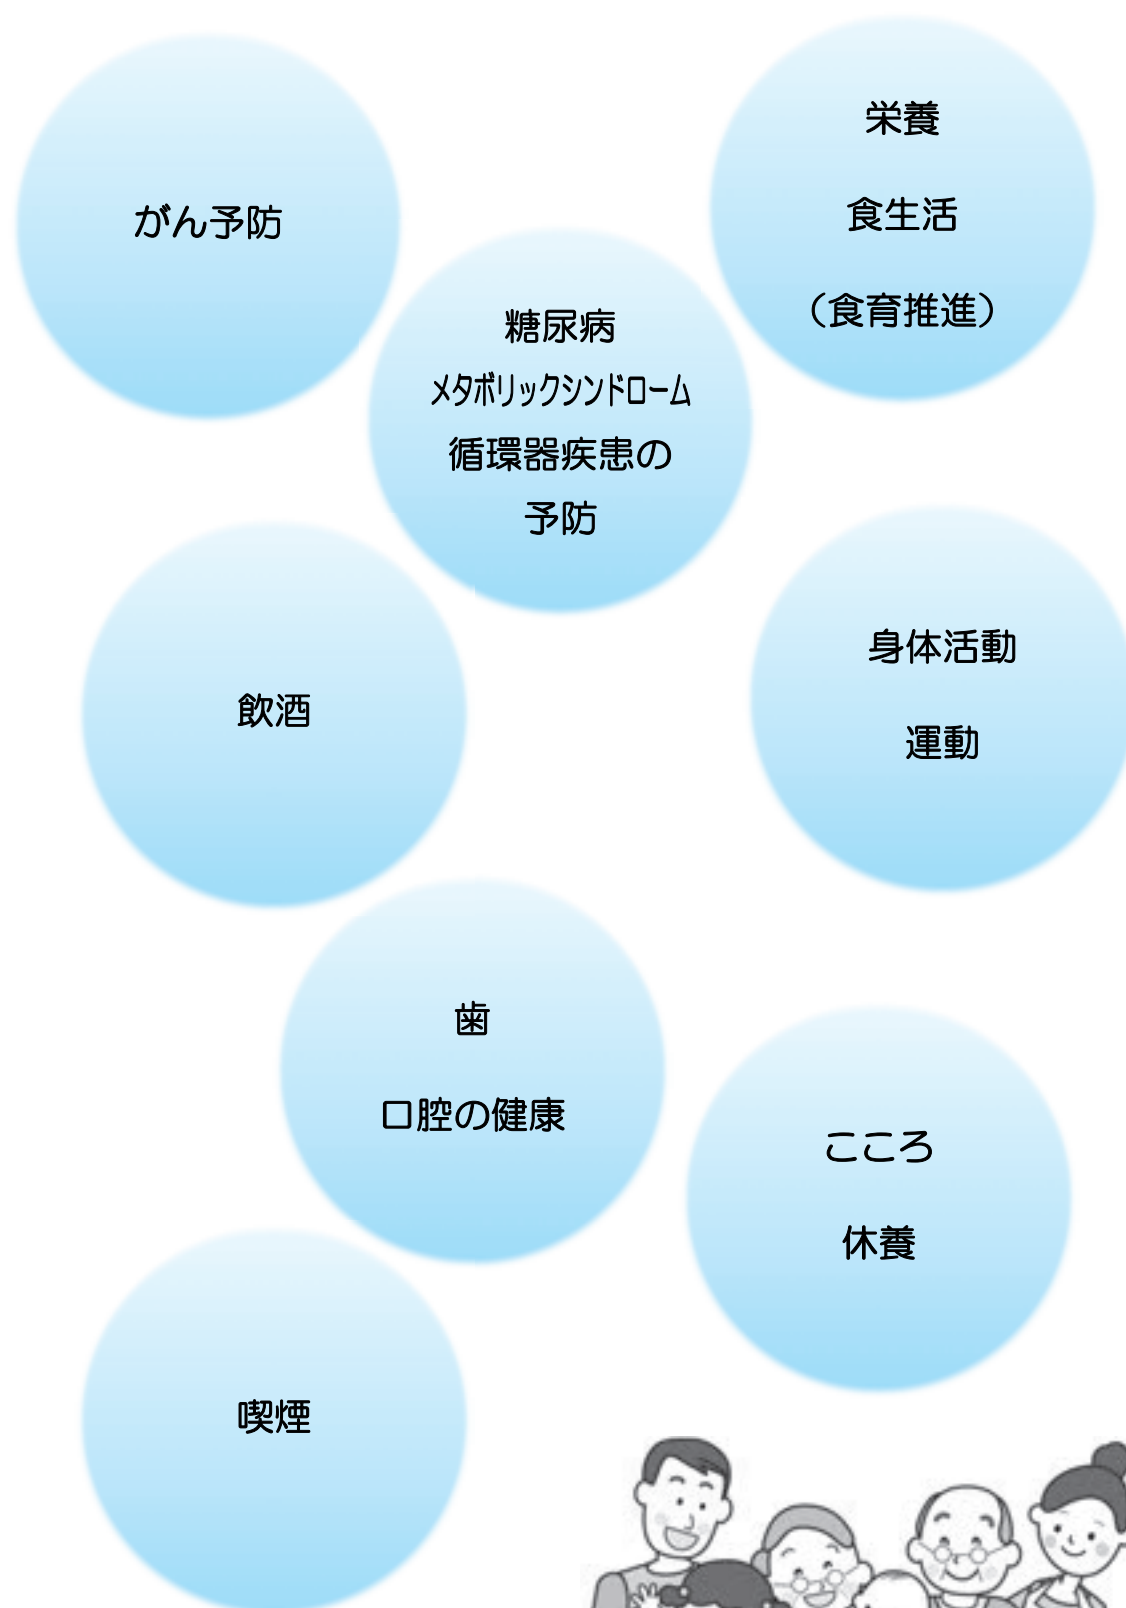 がん予防
栄養
食生活
（食育推進）
糖尿病
メタボリックシンドローム
循環器疾患の
予防
飲酒
身体活動
運動
歯
口腔の健康
こころ
休養
喫煙